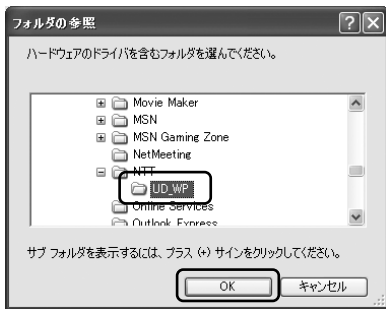 フォルダの参照
ハードウェアのドライバを含むフォルダを選んでください。
Movie Maker
MSN
MSN Gaming Zone
NetMeeting
NTT
UD_WP
Online Services
Outlook Express
サブ フォルダを表示するには、プラス (+) サインをクリックしてください。
OK キャンセル